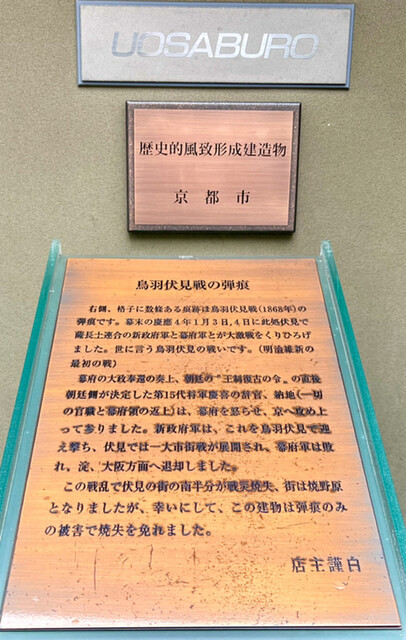 UOSABURO
歴史的風致形成建造物
京都市
鳥羽伏見戦の弾痕
右側、格子に数條ある痕跡は鳥羽伏見戦(1868年)の
弾痕です。幕末の慶應4年1月3日,4日に此処伏見で
薩長土連合の新政府軍と幕府軍とが大激戦をくりひろげ
ました。世に言う鳥羽伏見の戦いです。(明治維新の
最初の戦)
幕府の大政奉還の奏上、朝廷の“王制復古の令〟の直後
朝廷側が決定した第15代将軍慶喜の辞官、納地(一切
の官職と幕府領の返上)は、幕府を怒らせ、京へ攻め上
って参りました。新政府軍は、これを鳥羽伏見で迎
え撃ち、伏見では一大市街戦が展開され、幕府軍は敗
れ、淀、大阪方面へ退却しました。
この戦乱で伏見の街の南半分が戦災焼失、街は焼野原
となりましたが、幸いにして、この建物は弾痕のみ
の被害で焼失を免れました。
店主謹白